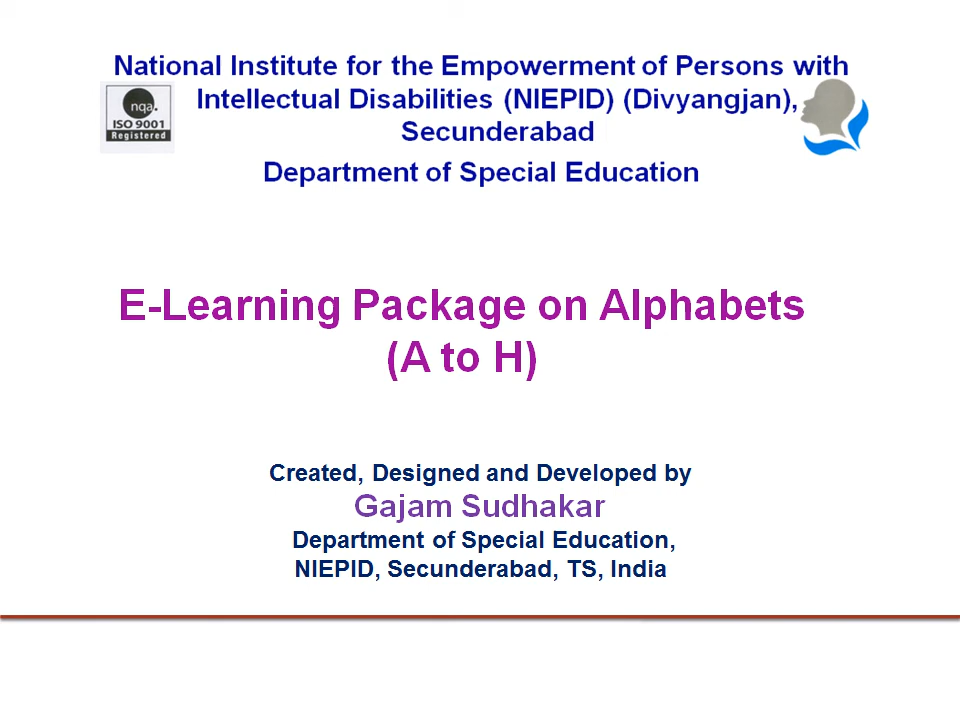 National Institute for the Empowerment of Persons with
Intellectual Disabilities (NIEPID) (Divyangjan),
Secunderabad
nqa.
ISO 9001
Registered
Department of Special Education
E-Learning Package on Alphabets
(A to H)
Created, Designed and Developed by
Gajam Sudhakar
Department of Special Education,
NIEPID, Secunderabad, TS, India